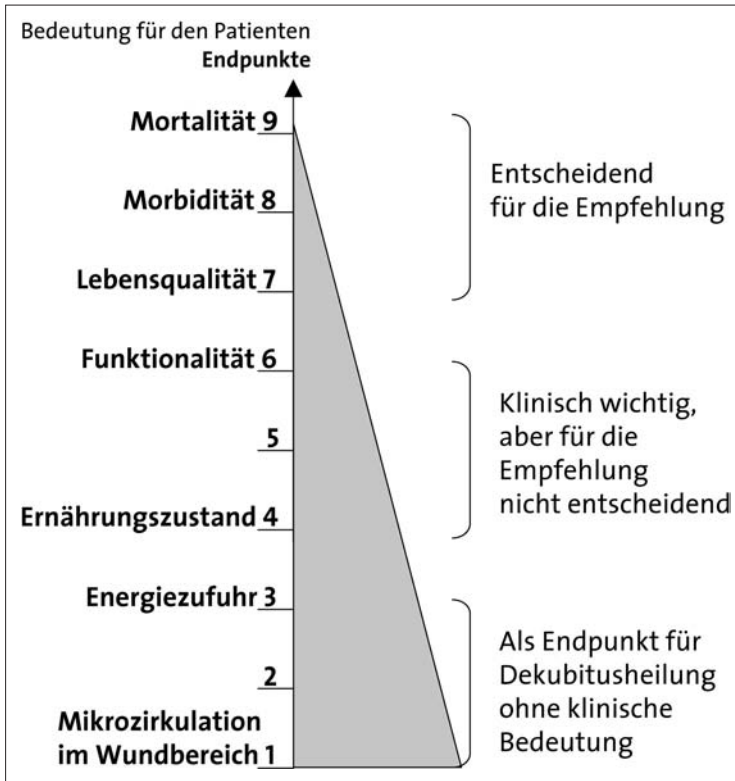 Bedeutung für den Patienten
Endpunkte
Mortalität 9
Morbidität 8
Lebensqualität 7
Entscheidend
für die Empfehlung
Funktionalität 6
5
Ernährungszustand 4
Klinisch wichtig,
aber für die
Empfehlung
nicht entscheidend
Energiezufuhr 3
2
Mikrozirkulation
im Wundbereich 1
Als Endpunkt für
Dekubitusheilung
ohne klinische
Bedeutung